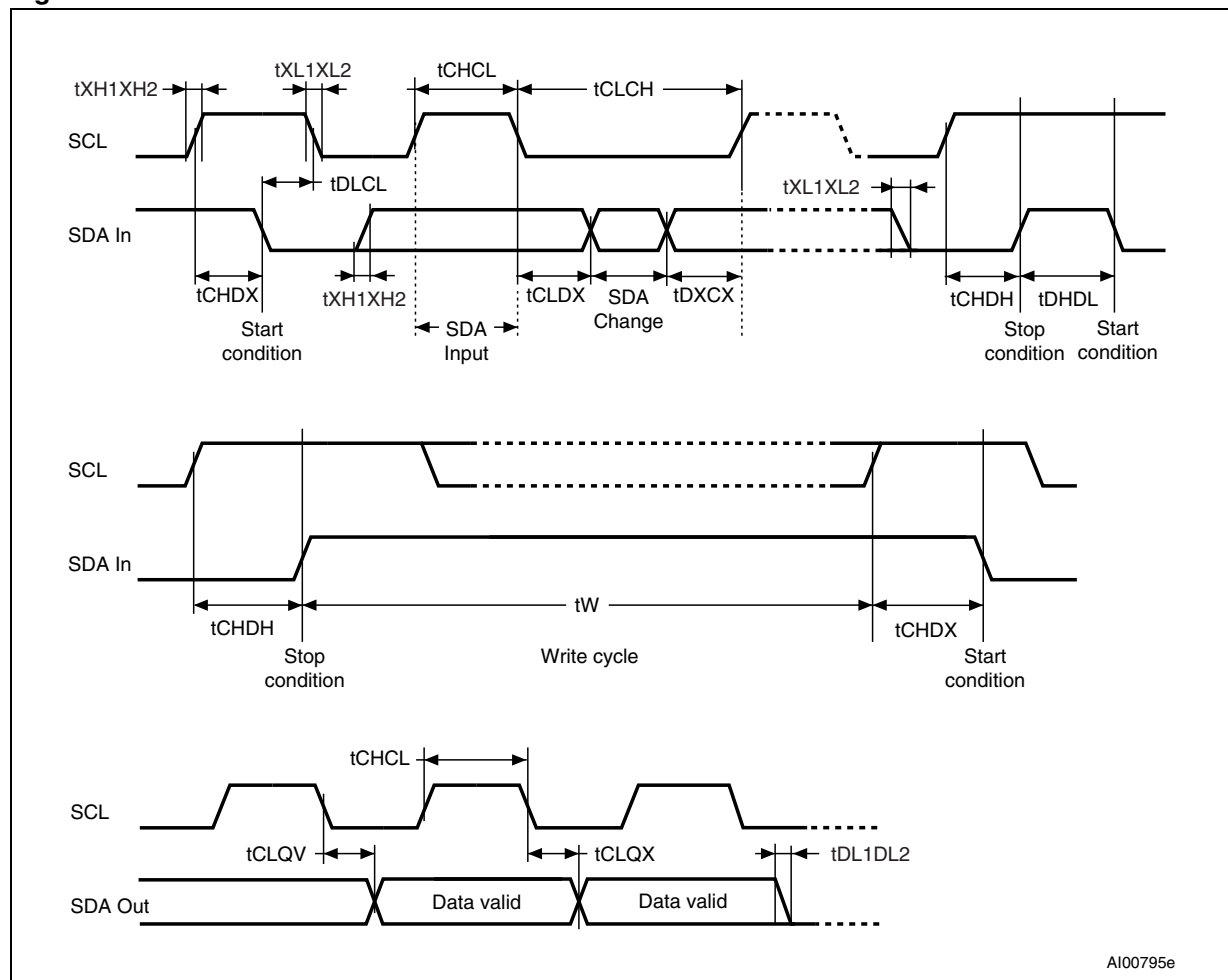 tXH1XH2
tXL1XL2
tCHCL
tCLCH
SCL
tDLCL
tXL1XL2
SDA In
tCHDX
tXH1XH2
tCLDX
SDA
Change
tDXCX
tCHDH
tDHDL
Start
condition
SDA
Input
Stop
condition
Start
condition
SCL
SDA In
tCHDH
tW
tCHDX
Stop
condition
Write cycle
Start
condition
tCHCL
SCL
tCLQV
tCLQX
tDL1DL2
SDA Out
Data valid
Data valid
AI00795e